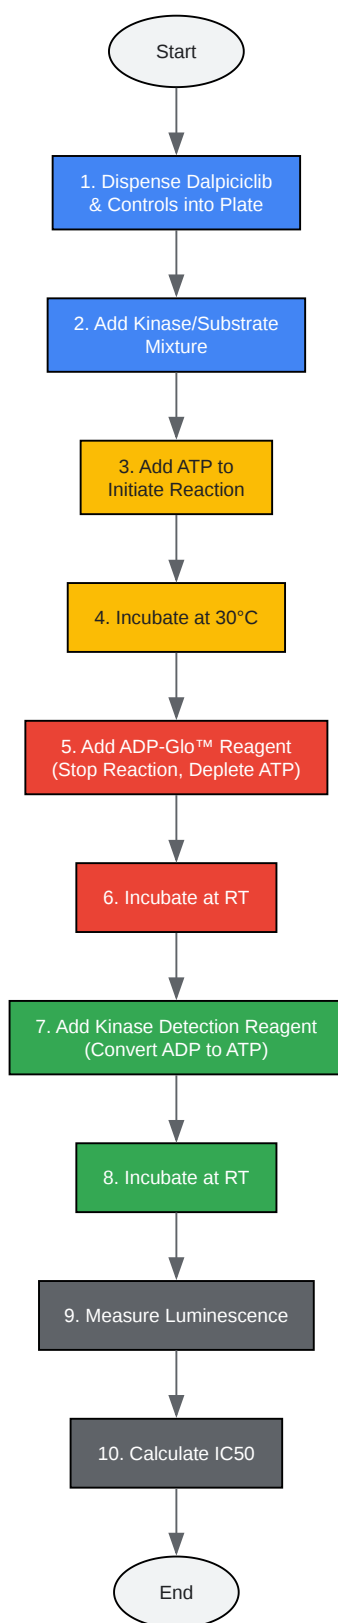 Start
1. Dispense Dalpiciclib
& Controls into Plate
2. Add Kinase/Substrate
Mixture
3. Add ATP to
Initiate Reaction
4. Incubate at 30°C
5. Add ADP-Glo™ Reagent
(Stop Reaction, Deplete ATP)
6. Incubate at RT
7. Add Kinase Detection Reagent
(Convert ADP to ATP)
8. Incubate at RT
9. Measure Luminescence
10. Calculate IC50
End